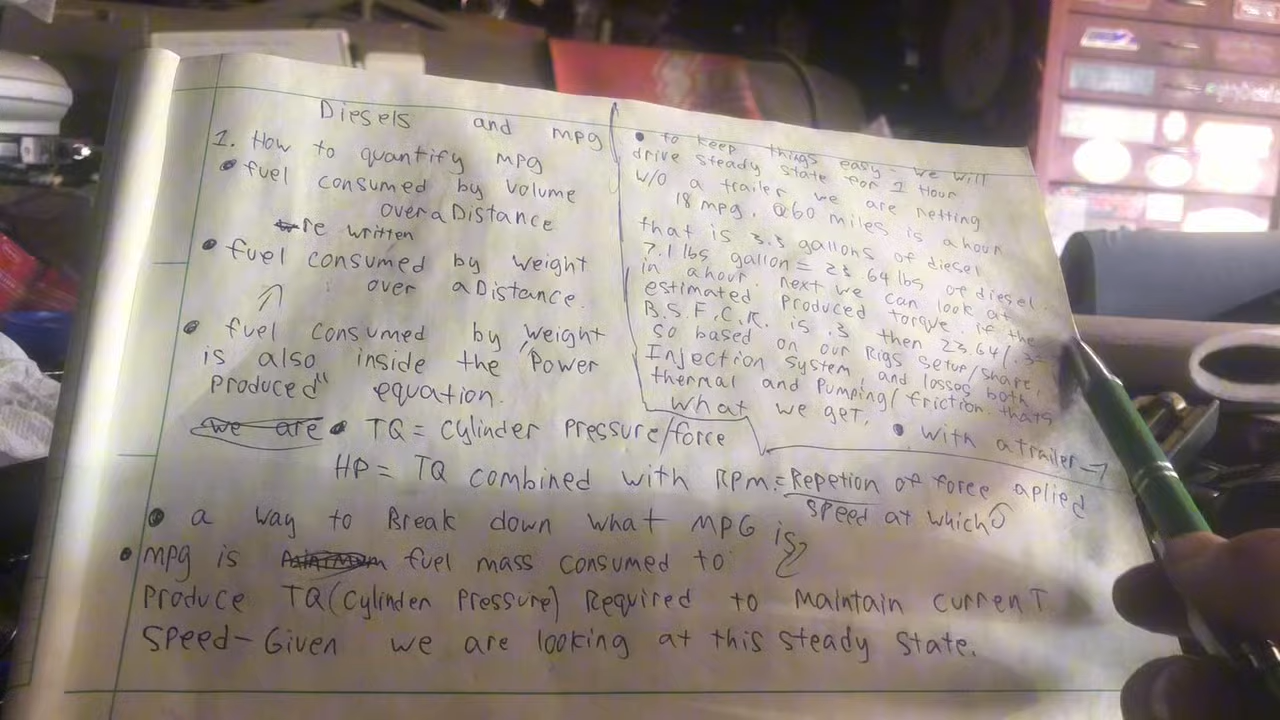 Diesels and mpg
1. How to quantify mpg
• fuel consumed by volume
over a Distance
re written
• fuel consumed by weight
over a Distance.
• fuel consumed by weight
is also inside the "Power
Produced" equation.
we are • TQ = Cylinder Pressure/force
HP = TQ combined with RPM = Repetion of force aplied
speed at which
• a way to Break down what MPG is
• mpg is fuel mass consumed to
Produce TQ (Cylinder Pressure) Required to Maintain current
Speed - Given we are looking at this steady state.
• to keep things easy - we will
drive steady state for 1 Hour
w/o a trailer we are netting
18 mpg. @60 miles is a hour
that is 3.3 gallons of diesel
7.1 lbs gallon = 23 64 lbs of diesel.
in a hour. next we can look at
estimated produced torque. if the
B.S.F.C.R. is .3 then 23.64/.3=
so based on our Rigs setup/shape,
Injection system, and losses both
thermal and Pumping/friction thats
what we get.
• with a trailer →